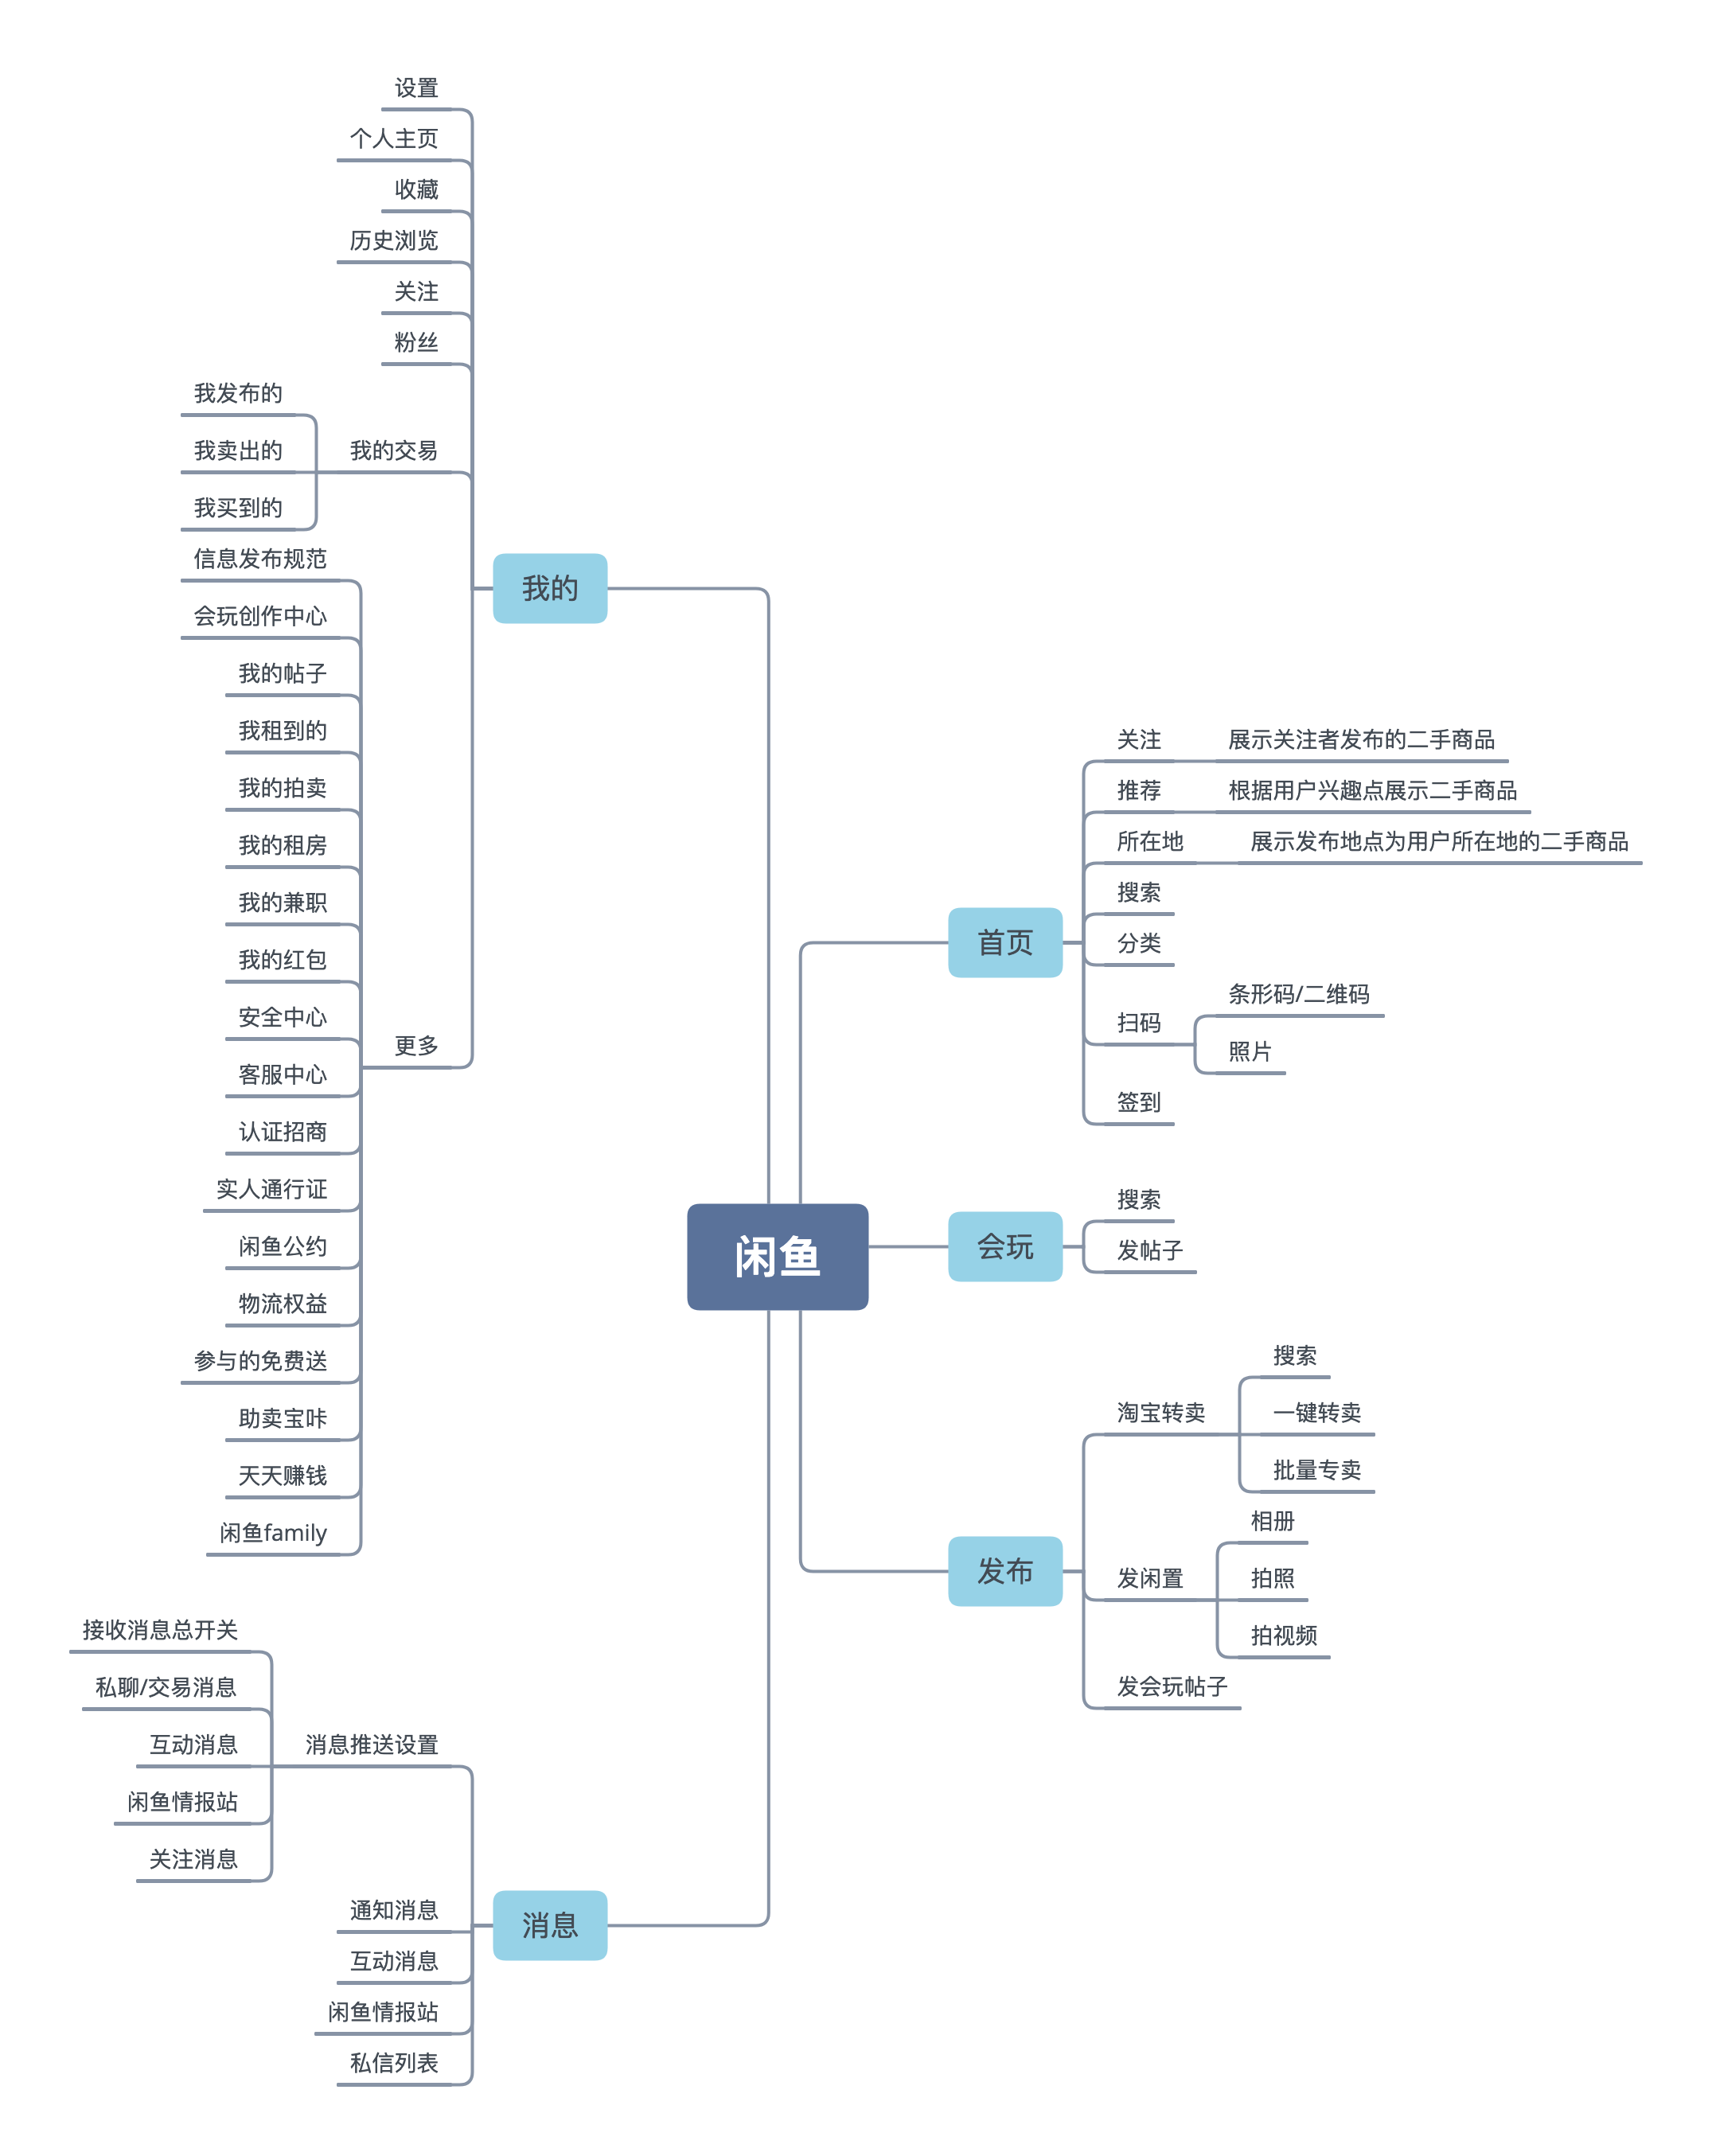 闲鱼
首页
关注
展示关注者发布的二手商品
推荐
根据用户兴趣点展示二手商品
所在地
展示发布地点为用户所在地的二手商品
搜索
分类
扫码
条形码/二维码
照片
签到
会玩
搜索
发帖子
发布
淘宝转卖
搜索
一键转卖
批量专卖
发闲置
相册
拍照
拍视频
发会玩帖子
我的
设置
个人主页
收藏
历史浏览
关注
粉丝
我的交易
我发布的
我卖出的
我买到的
更多
信息发布规范
会玩创作中心
我的帖子
我租到的
我的拍卖
我的租房
我的兼职
我的红包
安全中心
客服中心
认证招商
实人通行证
闲鱼公约
物流权益
参与的免费送
助卖宝咔
天天赚钱
闲鱼family
消息
消息推送设置
接收消息总开关
私聊/交易消息
互动消息
闲鱼情报站
关注消息
通知消息
互动消息
闲鱼情报站
私信列表